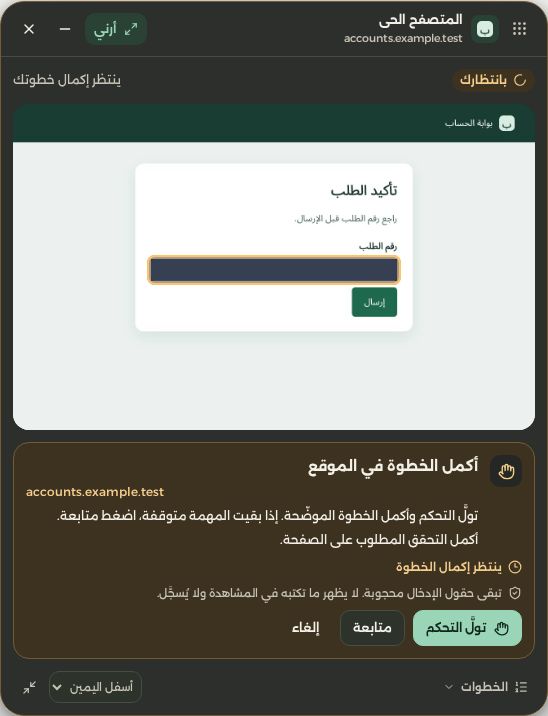 المتصفح الحي
accounts.example.test
أرني
بانتظارك
ينتظر إكمال خطوتك
ب
بوابة الحساب
تأكيد الطلب
راجع رقم الطلب قبل الإرسال.
رقم الطلب
إرسال
أكمل الخطوة في الموقع
accounts.example.test
تولَّ التحكم وأكمل الخطوة الموضّحة. إذا بقيت المهمة متوقفة، اضغط متابعة.
أكمل التحقق المطلوب على الصفحة.
ينتظر إكمال الخطوة
تبقى حقول الإدخال محجوبة. لا يظهر ما تكتبه في المشاهدة ولا يُسجَّل.
تولَّ التحكم
متابعة
إلغاء
الخطوات
أسفل اليمين